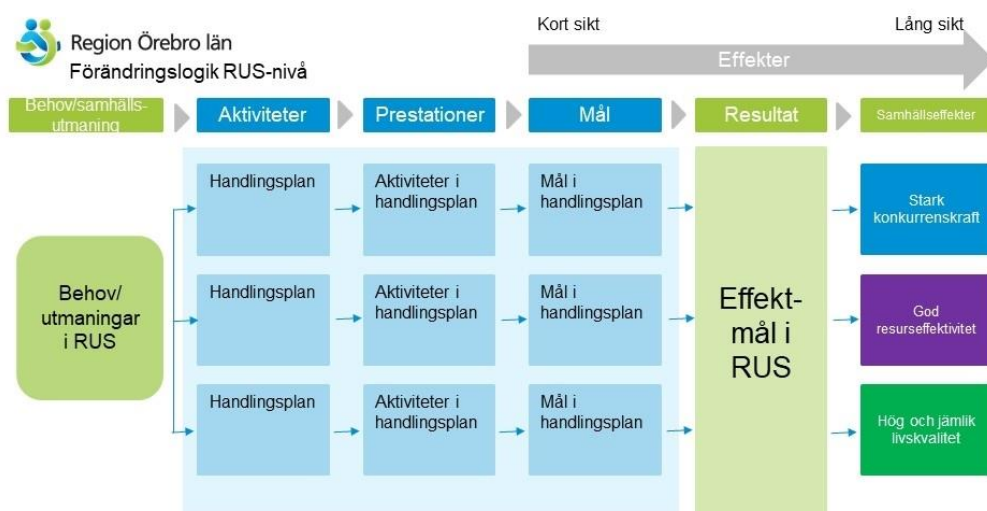 Region Örebro län
Förändringslogik RUS-nivå
Kort sikt
Lång sikt
Effekter
Behov/samhälls-
utmaning
Aktiviteter
Prestationer
Mål
Resultat
Samhällseffekter
Behov/
utmaningar
i RUS
Handlingsplan
Aktiviteter i
handlingsplan
Mål i
handlingsplan
Handlingsplan
Aktiviteter i
handlingsplan
Mål i
handlingsplan
Handlingsplan
Aktiviteter i
handlingsplan
Mål i
handlingsplan
Effekt-
mål i
RUS
Stark
konkurrenskraft
God
resurseffektivitet
Hög och jämlik
livskvalitet